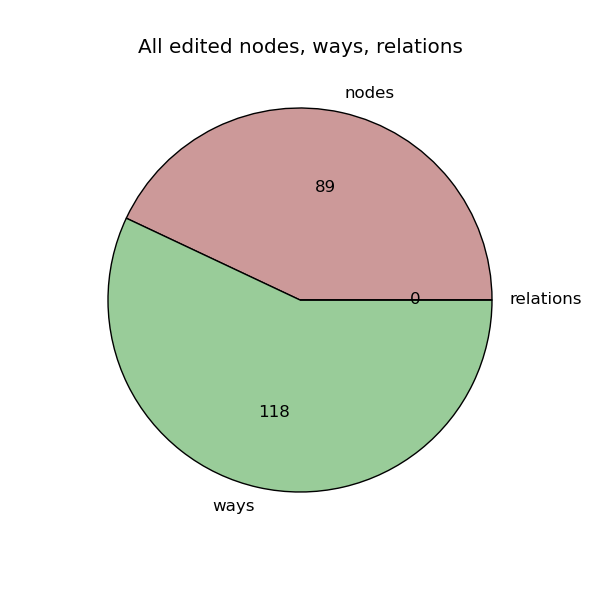 All edited nodes, ways, relations
nodes
89
0
relations
118
ways